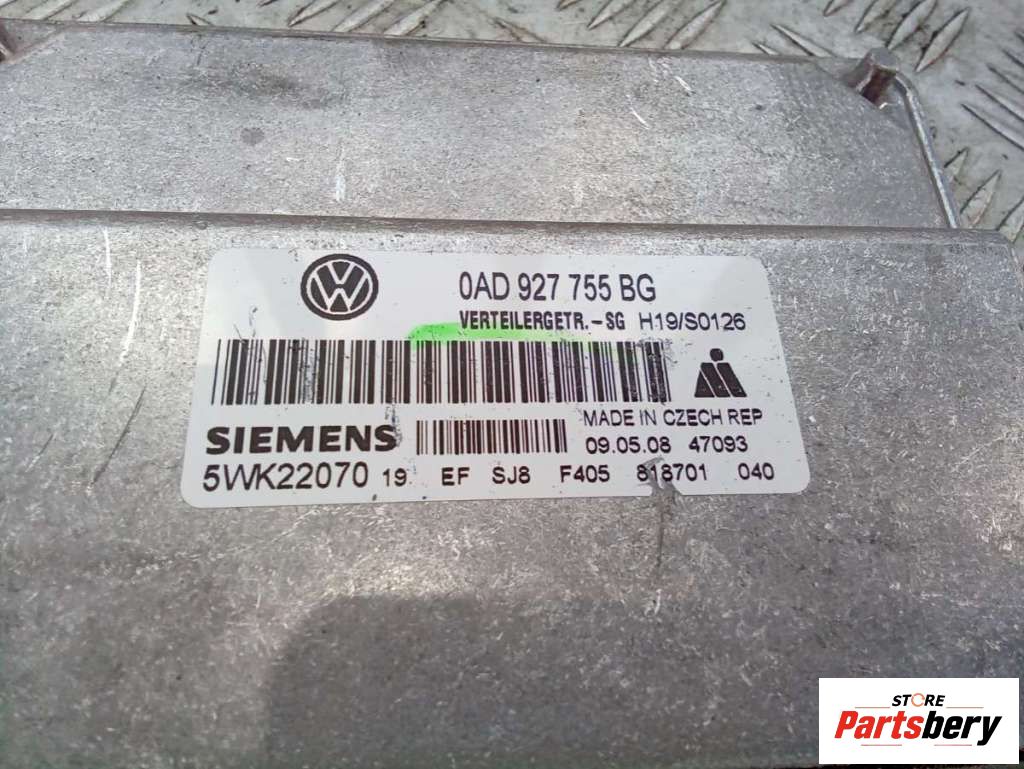 0AD 927 755 BG
VERTEILERGETR.-SG H19/S0126
MADE IN CZECH REP
SIEMENS
09.05.08 47093
5WK22070 19 EF SJ8 F405 818701 040
STORE
Partsbery